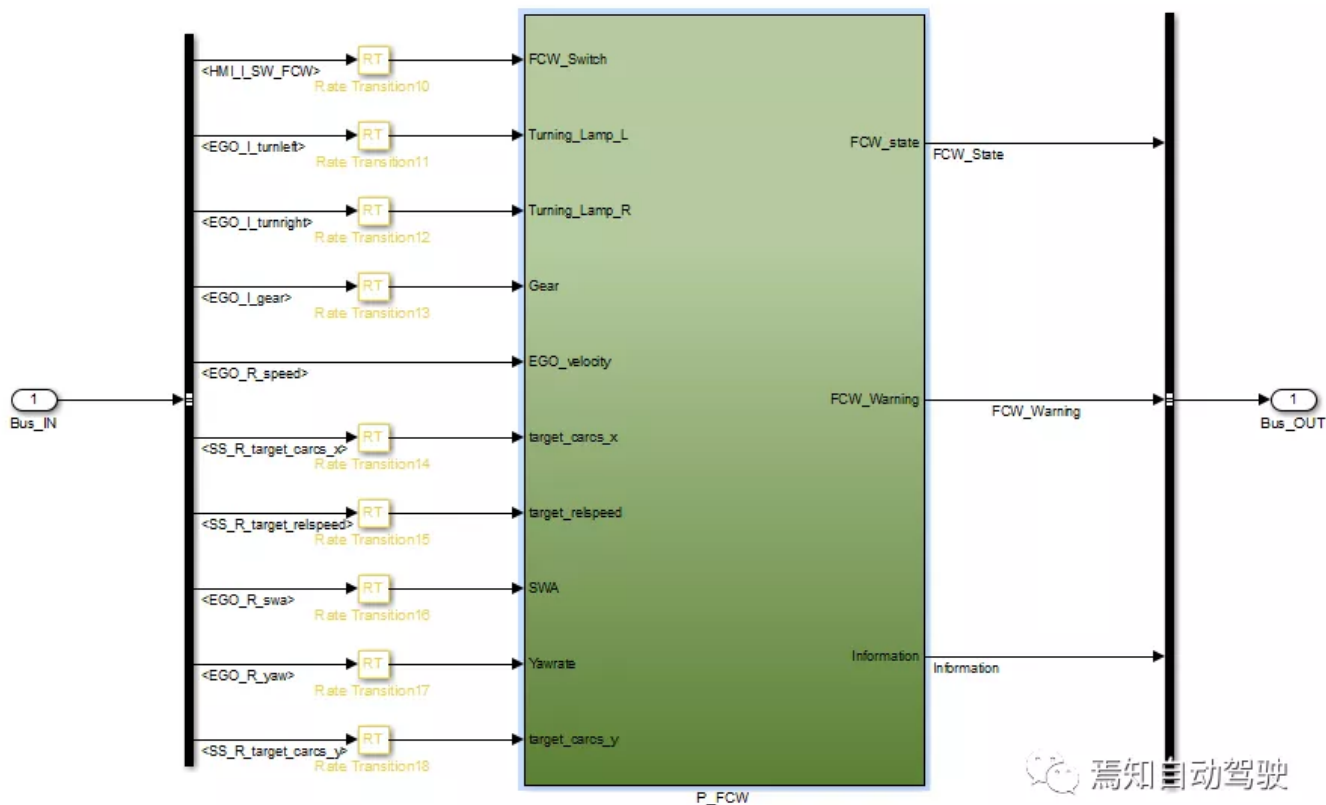 <HMI_I_SW_FCW>
RT
Rate Transition10
FCW_Switch
<EGO_I_turnleft>
RT
Rate Transition11
Turning_Lamp_L
<EGO_I_turnright>
RT
Rate Transition12
Turning_Lamp_R
<EGO_I_gear>
RT
Rate Transition13
Gear
<EGO_R_speed>
EGO_velocity
<SS_R_target_carcs_x>
RT
Rate Transition14
target_carcs_x
<SS_R_target_relspeed>
RT
Rate Transition15
target_relspeed
<EGO_R_swa>
RT
Rate Transition16
SWA
<EGO_R_yaw>
RT
Rate Transition17
Yawrate
<SS_R_target_carcs_y>
RT
Rate Transition18
target_carcs_y
1
Bus_IN
FCW_state
FCW_State
FCW_Warning
FCW_Warning
Information
Information
1
Bus_OUT
P_FCW
焉知自动驾驶